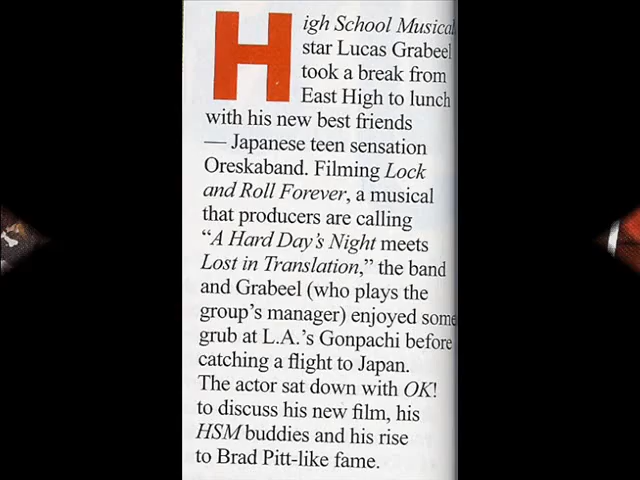 High School Musical
star Lucas Grabeel
took a break from
East High to lunch
with his new best friends
— Japanese teen sensation
Oreskaband. Filming Lock
and Roll Forever, a musical
that producers are calling
“A Hard Day’s Night meets
Lost in Translation,” the band
and Grabeel (who plays the
group’s manager) enjoyed some
grub at L.A.’s Gonpachi before
catching a flight to Japan.
The actor sat down with OK!
to discuss his new film, his
HSM buddies and his rise
to Brad Pitt-like fame.